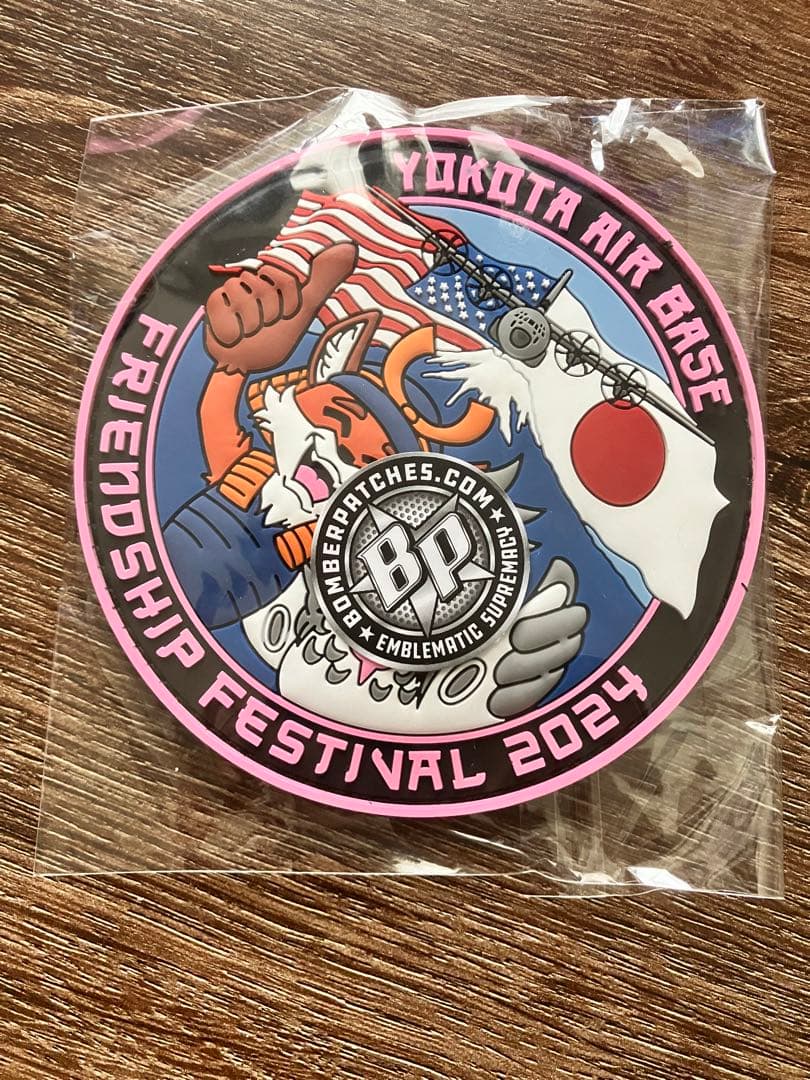 YOKOTA AIR BASE
FRIENDSHIP FESTIVAL 2024
BOMBERPATCHES.COM
BP
EMBLEMATIC SUPREMACY